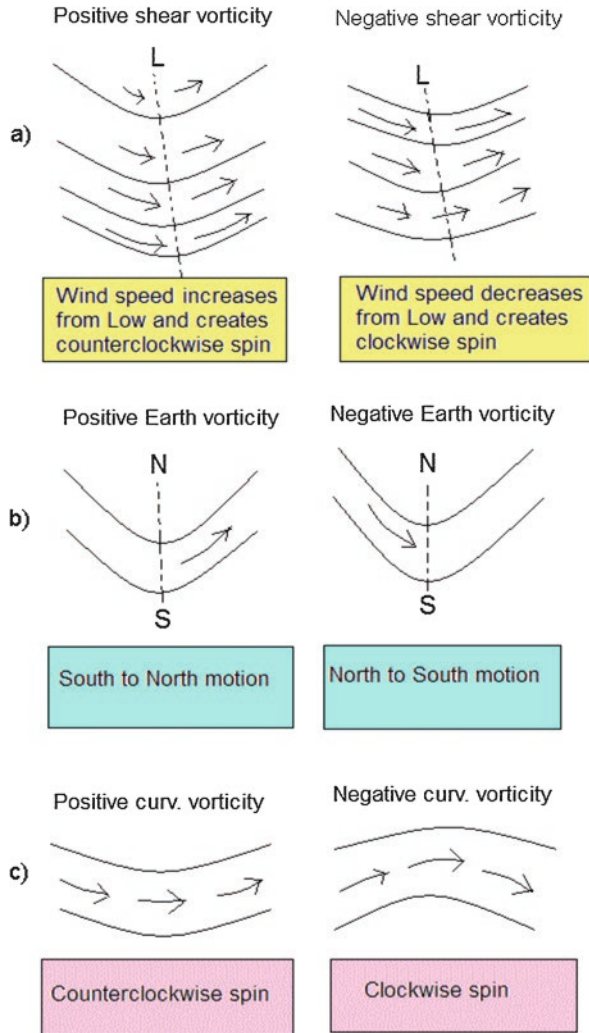 Positive shear vorticity
Negative shear vorticity
L
L
a)
Wind speed increases
from Low and creates
counterclockwise spin
Wind speed decreases
from Low and creates
clockwise spin
Positive Earth vorticity
Negative Earth vorticity
N
N
b)
S
S
South to North motion
North to South motion
Positive curv. vorticity
Negative curv. vorticity
c)
Counterclockwise spin
Clockwise spin